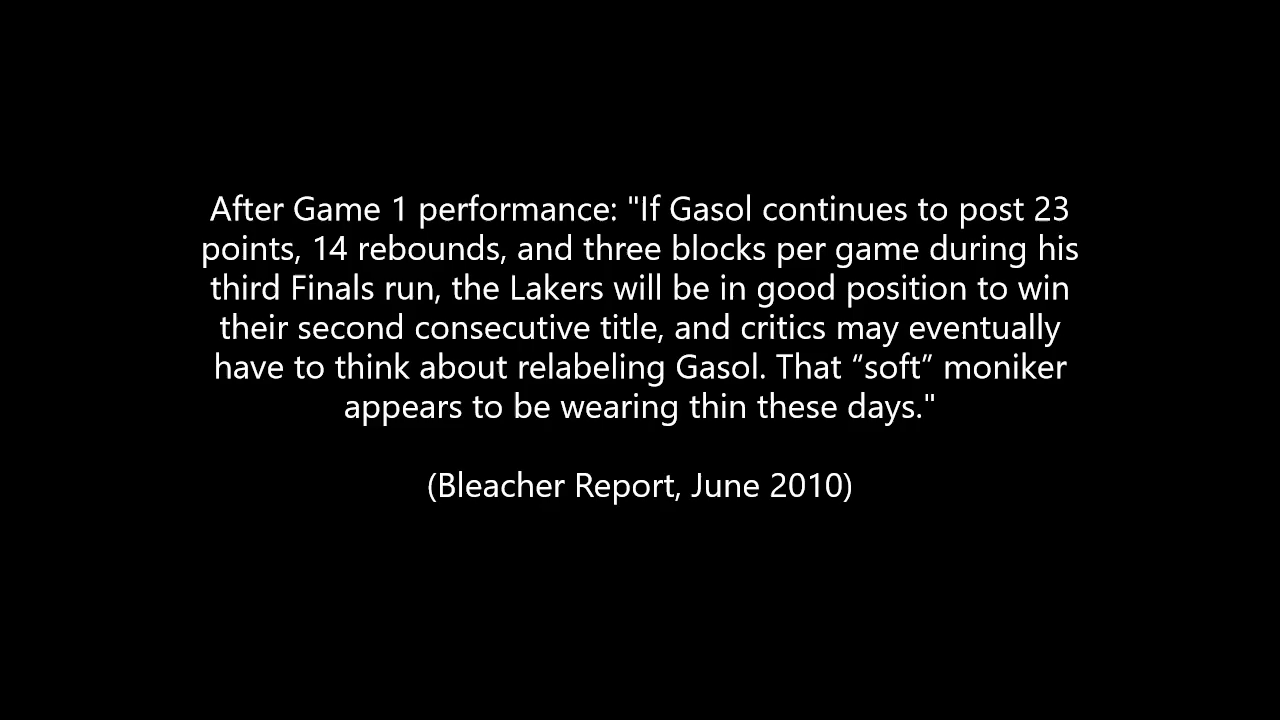 After Game 1 performance: "If Gasol continues to post 23
points, 14 rebounds, and three blocks per game during his
third Finals run, the Lakers will be in good position to win
their second consecutive title, and critics may eventually
have to think about relabeling Gasol. That “soft” moniker
appears to be wearing thin these days."
(Bleacher Report, June 2010)